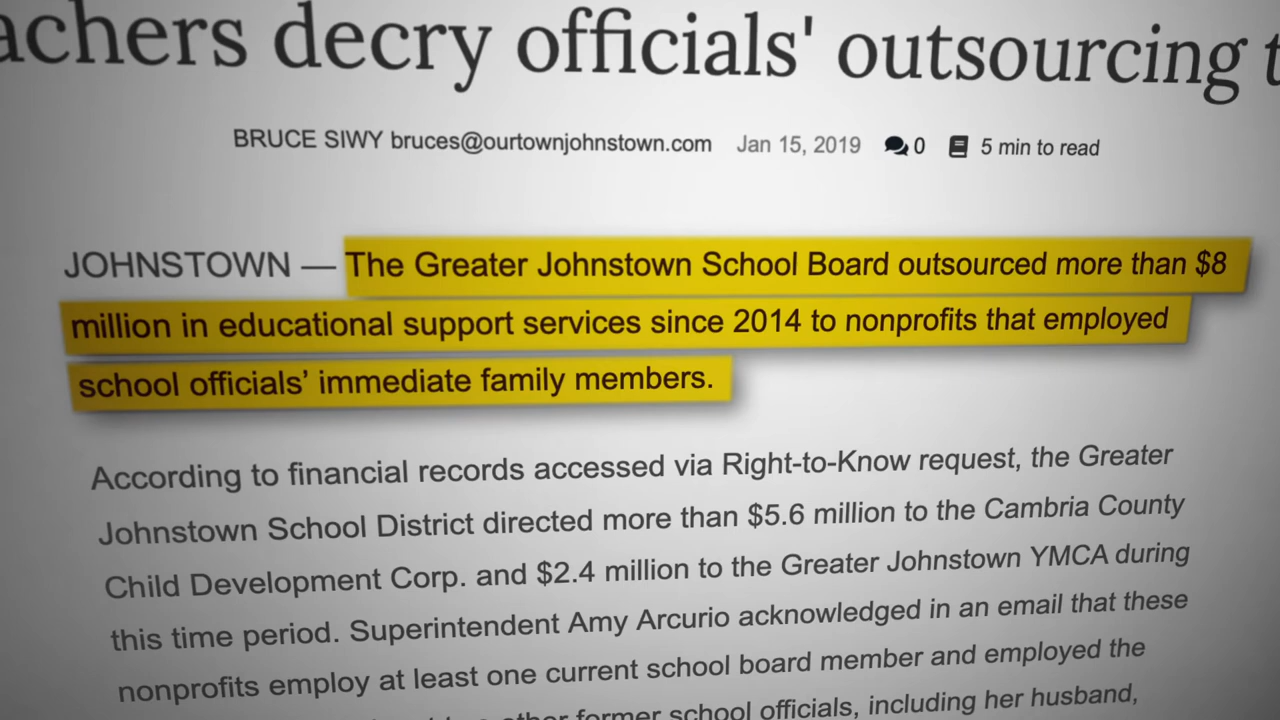 achers decry officials' outsourcing t
BRUCE SIWY bruces@ourtownjohnstown.com Jan 15, 2019 0 5 min to read
JOHNSTOWN — The Greater Johnstown School Board outsourced more than $8
million in educational support services since 2014 to nonprofits that employed
school officials’ immediate family members.
According to financial records accessed via Right-to-Know request, the Greater
Johnstown School District directed more than $5.6 million to the Cambria County
Child Development Corp. and $2.4 million to the Greater Johnstown YMCA during
this time period. Superintendent Amy Arcurio acknowledged in an email that these
nonprofits employ at least one current school board member and employed the
other former school officials, including her husband,